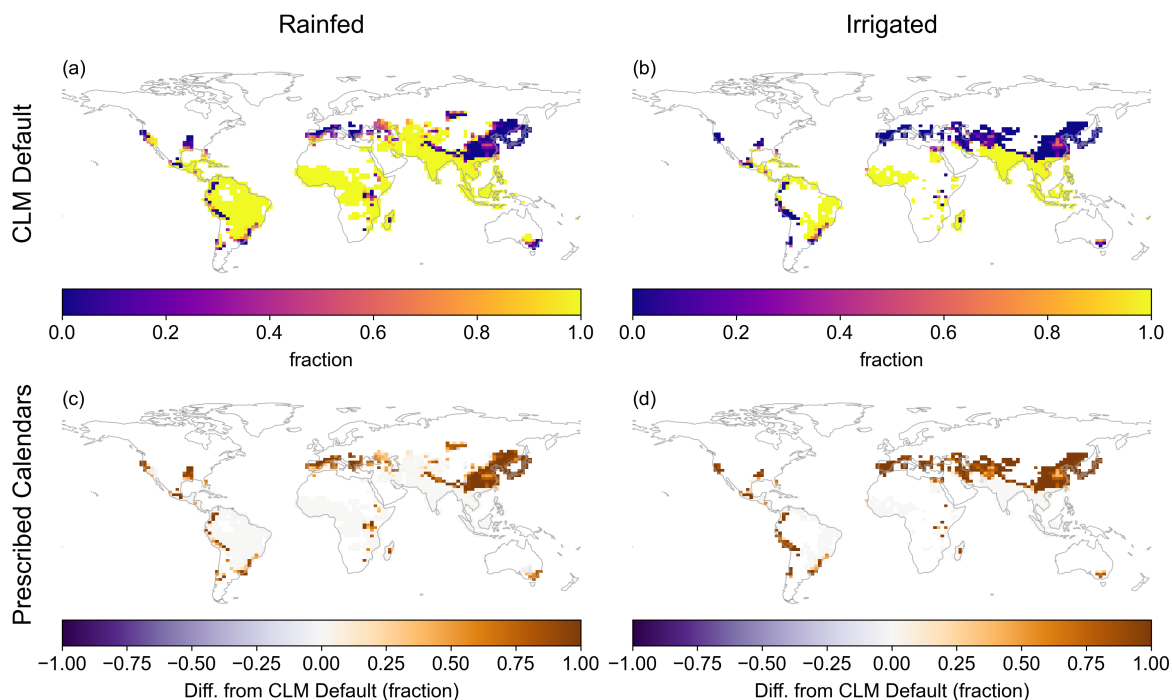 Rainfed
Irrigated
CLM Default
(a)
(b)
0.0 0.2 0.4 0.6 0.8 1.0
fraction
0.0 0.2 0.4 0.6 0.8 1.0
fraction
Prescribed Calendars
(c)
(d)
−1.00 −0.75 −0.50 −0.25 0.00 0.25 0.50 0.75 1.00
Diff. from CLM Default (fraction)
−1.00 −0.75 −0.50 −0.25 0.00 0.25 0.50 0.75 1.00
Diff. from CLM Default (fraction)